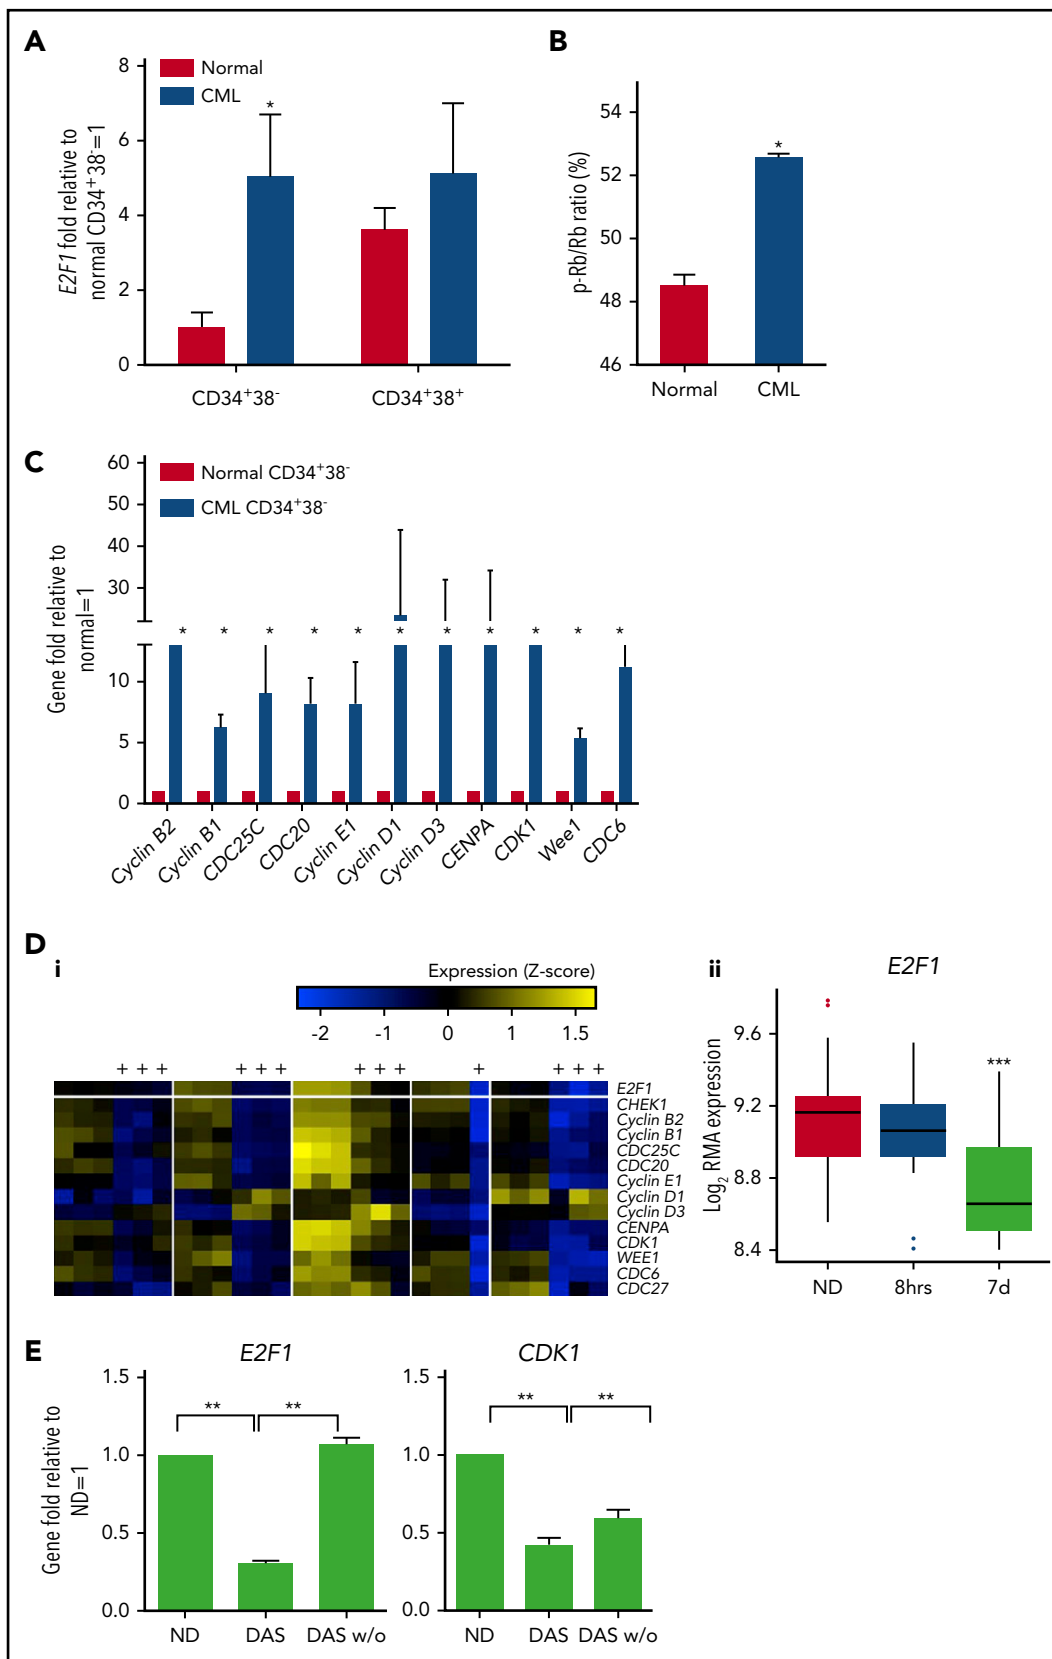 A
8
6
4
2
0
E2F1 fold relative to
normal CD34+38-=1
Normal
CML
*
CD34+38-
CD34+38+
B
54
52
50
48
46
p-Rb/Rb ratio (%)
*
Normal
CML
C
60
50
40
30
10
5
0
Gene fold relative to
normal=1
Normal CD34+38-
CML CD34+38-
* * * * * * * * * * *
Cyclin B2
Cyclin B1
CDC25C
CDC20
Cyclin E1
Cyclin D1
Cyclin D3
CENPA
CDK1
Wee1
CDC6
D
i
Expression (Z-score)
-2 -1 0 1 1.5
+ + + + + + + + + + + + +
E2F1
CHEK1
Cyclin B2
Cyclin B1
CDC25C
CDC20
Cyclin E1
Cyclin D1
Cyclin D3
CENPA
CDK1
WEE1
CDC6
CDC27
ii
E2F1
Log2 RMA expression
9.6
9.2
8.8
8.4
***
ND 8hrs 7d
E
E2F1
Gene fold relative to
ND=1
1.5
1.0
0.5
0.0
** **
ND DAS DAS w/o
CDK1
1.5
1.0
0.5
0.0
** **
ND DAS DAS w/o